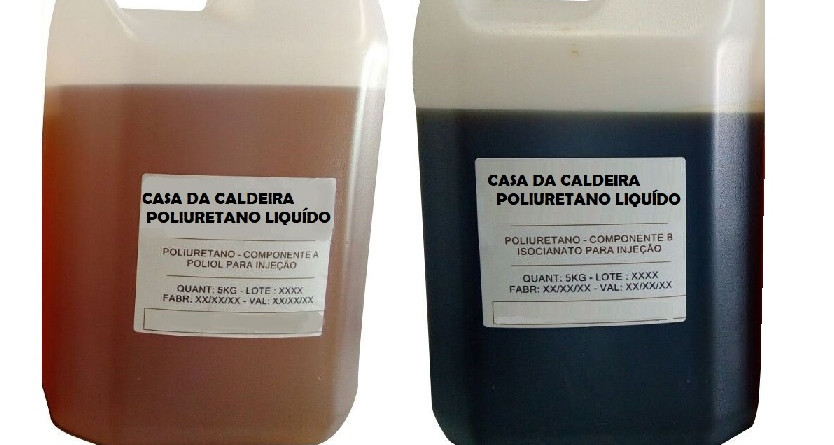 CASA DA CALDEIRA
POLIURETANO LIQUÍDO
POLIURETANO - COMPONENTE A
POLIOL PARA INJEÇÃO
QUANT: 5KG - LOTE : XXXX
FABR: XX/XX/XX - VAL: XX/XX/XX
CASA DA CALDEIRA
POLIURETANO LIQUÍDO
POLIURETANO - COMPONENTE B
ISOCIANATO PARA INJEÇÃO
QUANT: 5KG - LOTE : XXXX
FABR: XX/XX/XX - VAL: XX/XX/XX